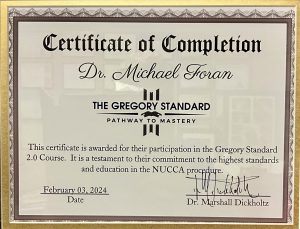 Certificate of Completion
Dr. Michael Foran
THE GREGORY STANDARD
PATHWAY TO MASTERY
This certificate is awarded for their participation in the Gregory Standard
2.0 Course. It is a testament to their commitment to the highest standards
and education in the NUCCA procedure.
February 03, 2024
Date
Dr. Marshall Dickholtz